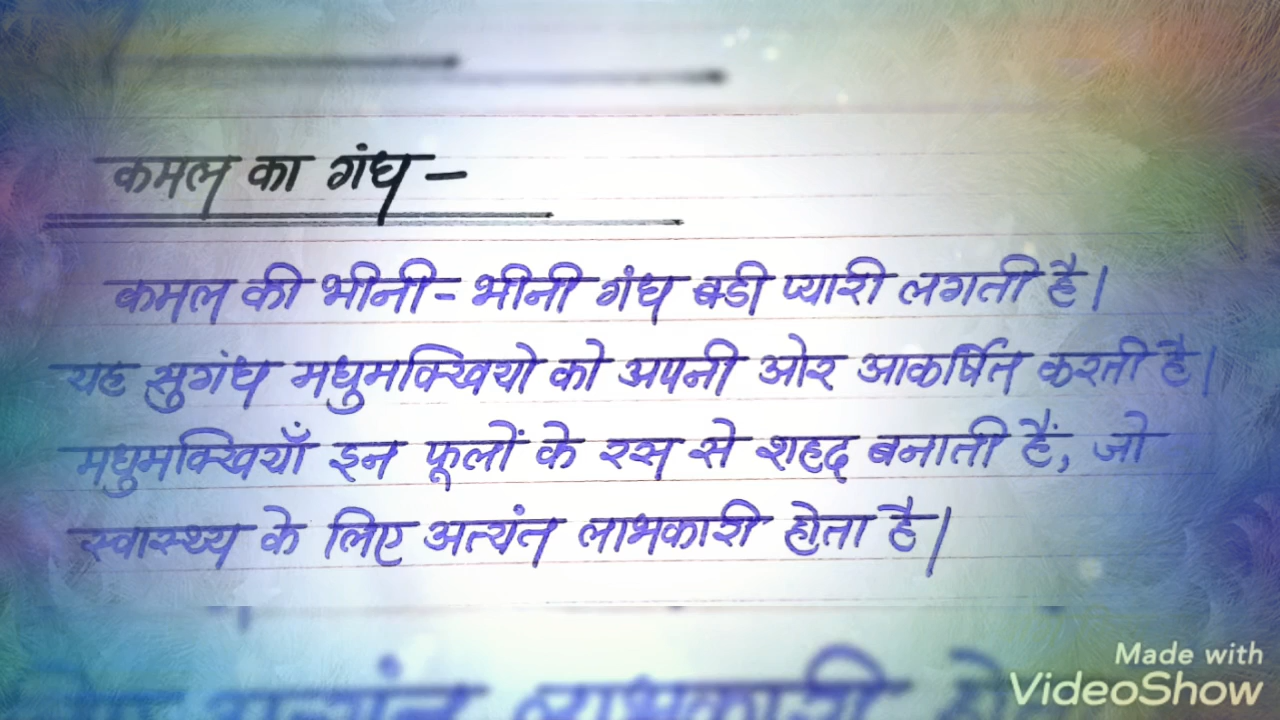 कमल का गंध –
कमल की भीनी - भीनी गंध बडी प्यारी लगती है।
यह सुगंध मधुमक्खियो को अपनी ओर आकर्षित करती है।
मधुमक्खियाँ इन फूलों के रस से शहद बनाती हैं, जो
स्वास्थ्य के लिए अत्यंत लाभकारी होता है।
Made with
VideoShow